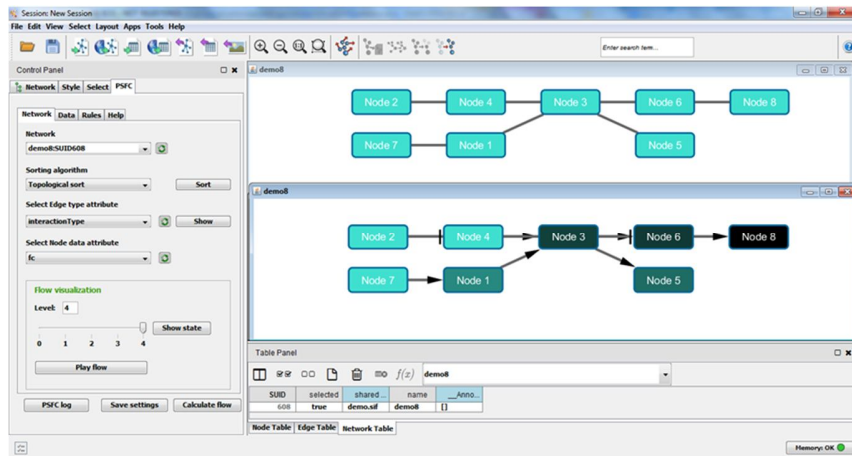 Session: New Session
File Edit View Select Layout Apps Tools Help
Enter search term...
Control Panel
Network Style Select PSFC
Network Data Rules Help
Network
demo8:SUID608
Sorting algorithm
Topological sort
Sort
Select Edge type attribute
interactionType
Show
Select Node data attribute
fc
Flow visualization
Level: 4
Show state
0 1 2 3 4
Play flow
PSFC log Save settings Calculate flow
demo8
Node 2 Node 4 Node 3 Node 6 Node 8
Node 7 Node 1 Node 5
demo8
Node 2 Node 4 Node 3 Node 6 Node 8
Node 7 Node 1 Node 5
Table Panel
f(x) demo8
SUID selected shared ... name __Anno...
608 true demo.sif demo8 []
Node Table Edge Table Network Table
Memory: OK